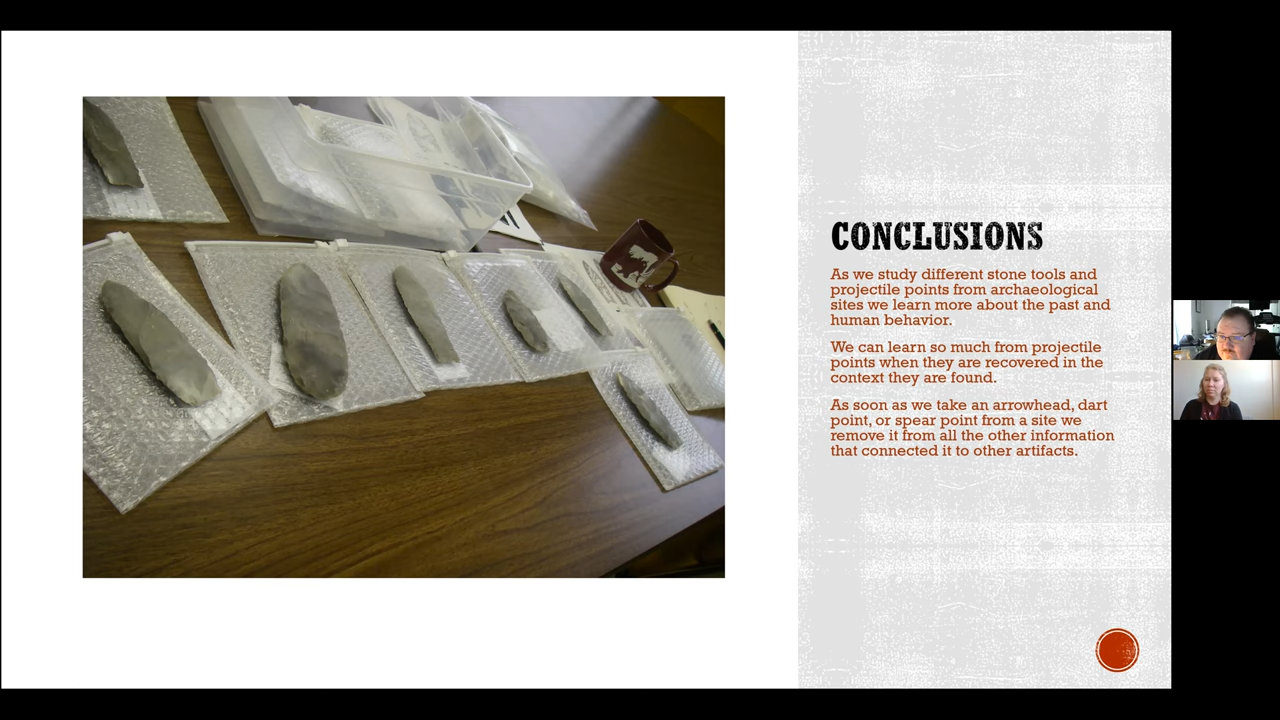 CONCLUSIONS
As we study different stone tools and
projectile points from archaeological
sites we learn more about the past and
human behavior.
We can learn so much from projectile
points when they are recovered in the
context they are found.
As soon as we take an arrowhead, dart
point, or spear point from a site we
remove it from all the other information
that connected it to other artifacts.